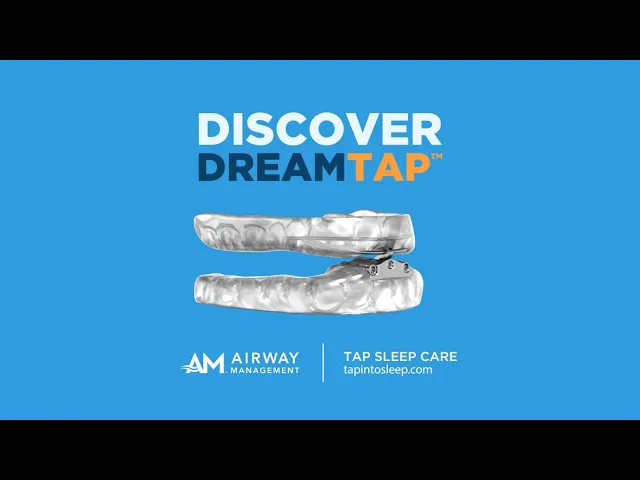 DISCOVER
DREAMTAP™
AM AIRWAY
MANAGEMENT
TAP SLEEP CARE
tapintosleep.com